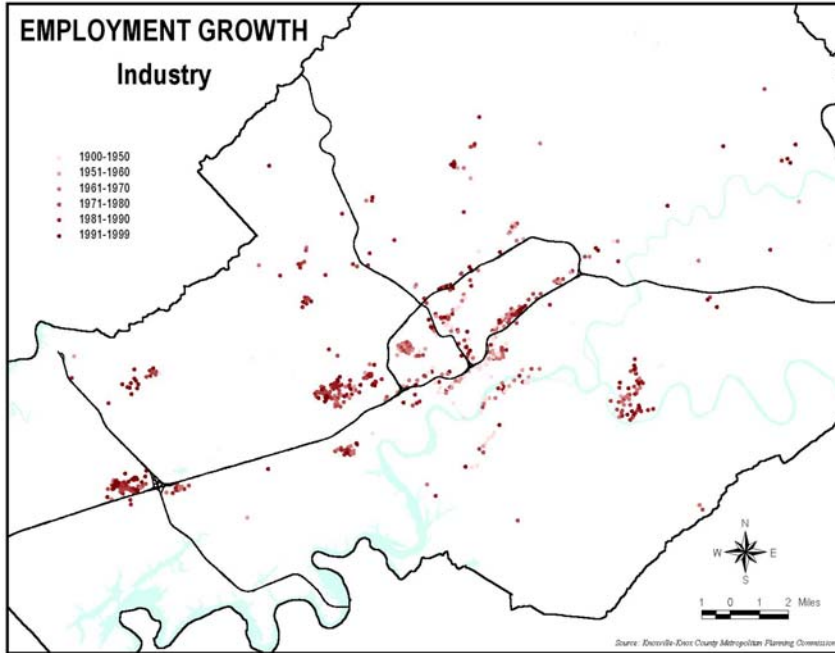 EMPLOYMENT GROWTH
Industry
1900-1950
1951-1960
1961-1970
1971-1980
1981-1990
1991-1999
N
W E
S
1 0 1 2 Miles
Source: Knoxville-Knox County Metropolitan Planning Commission